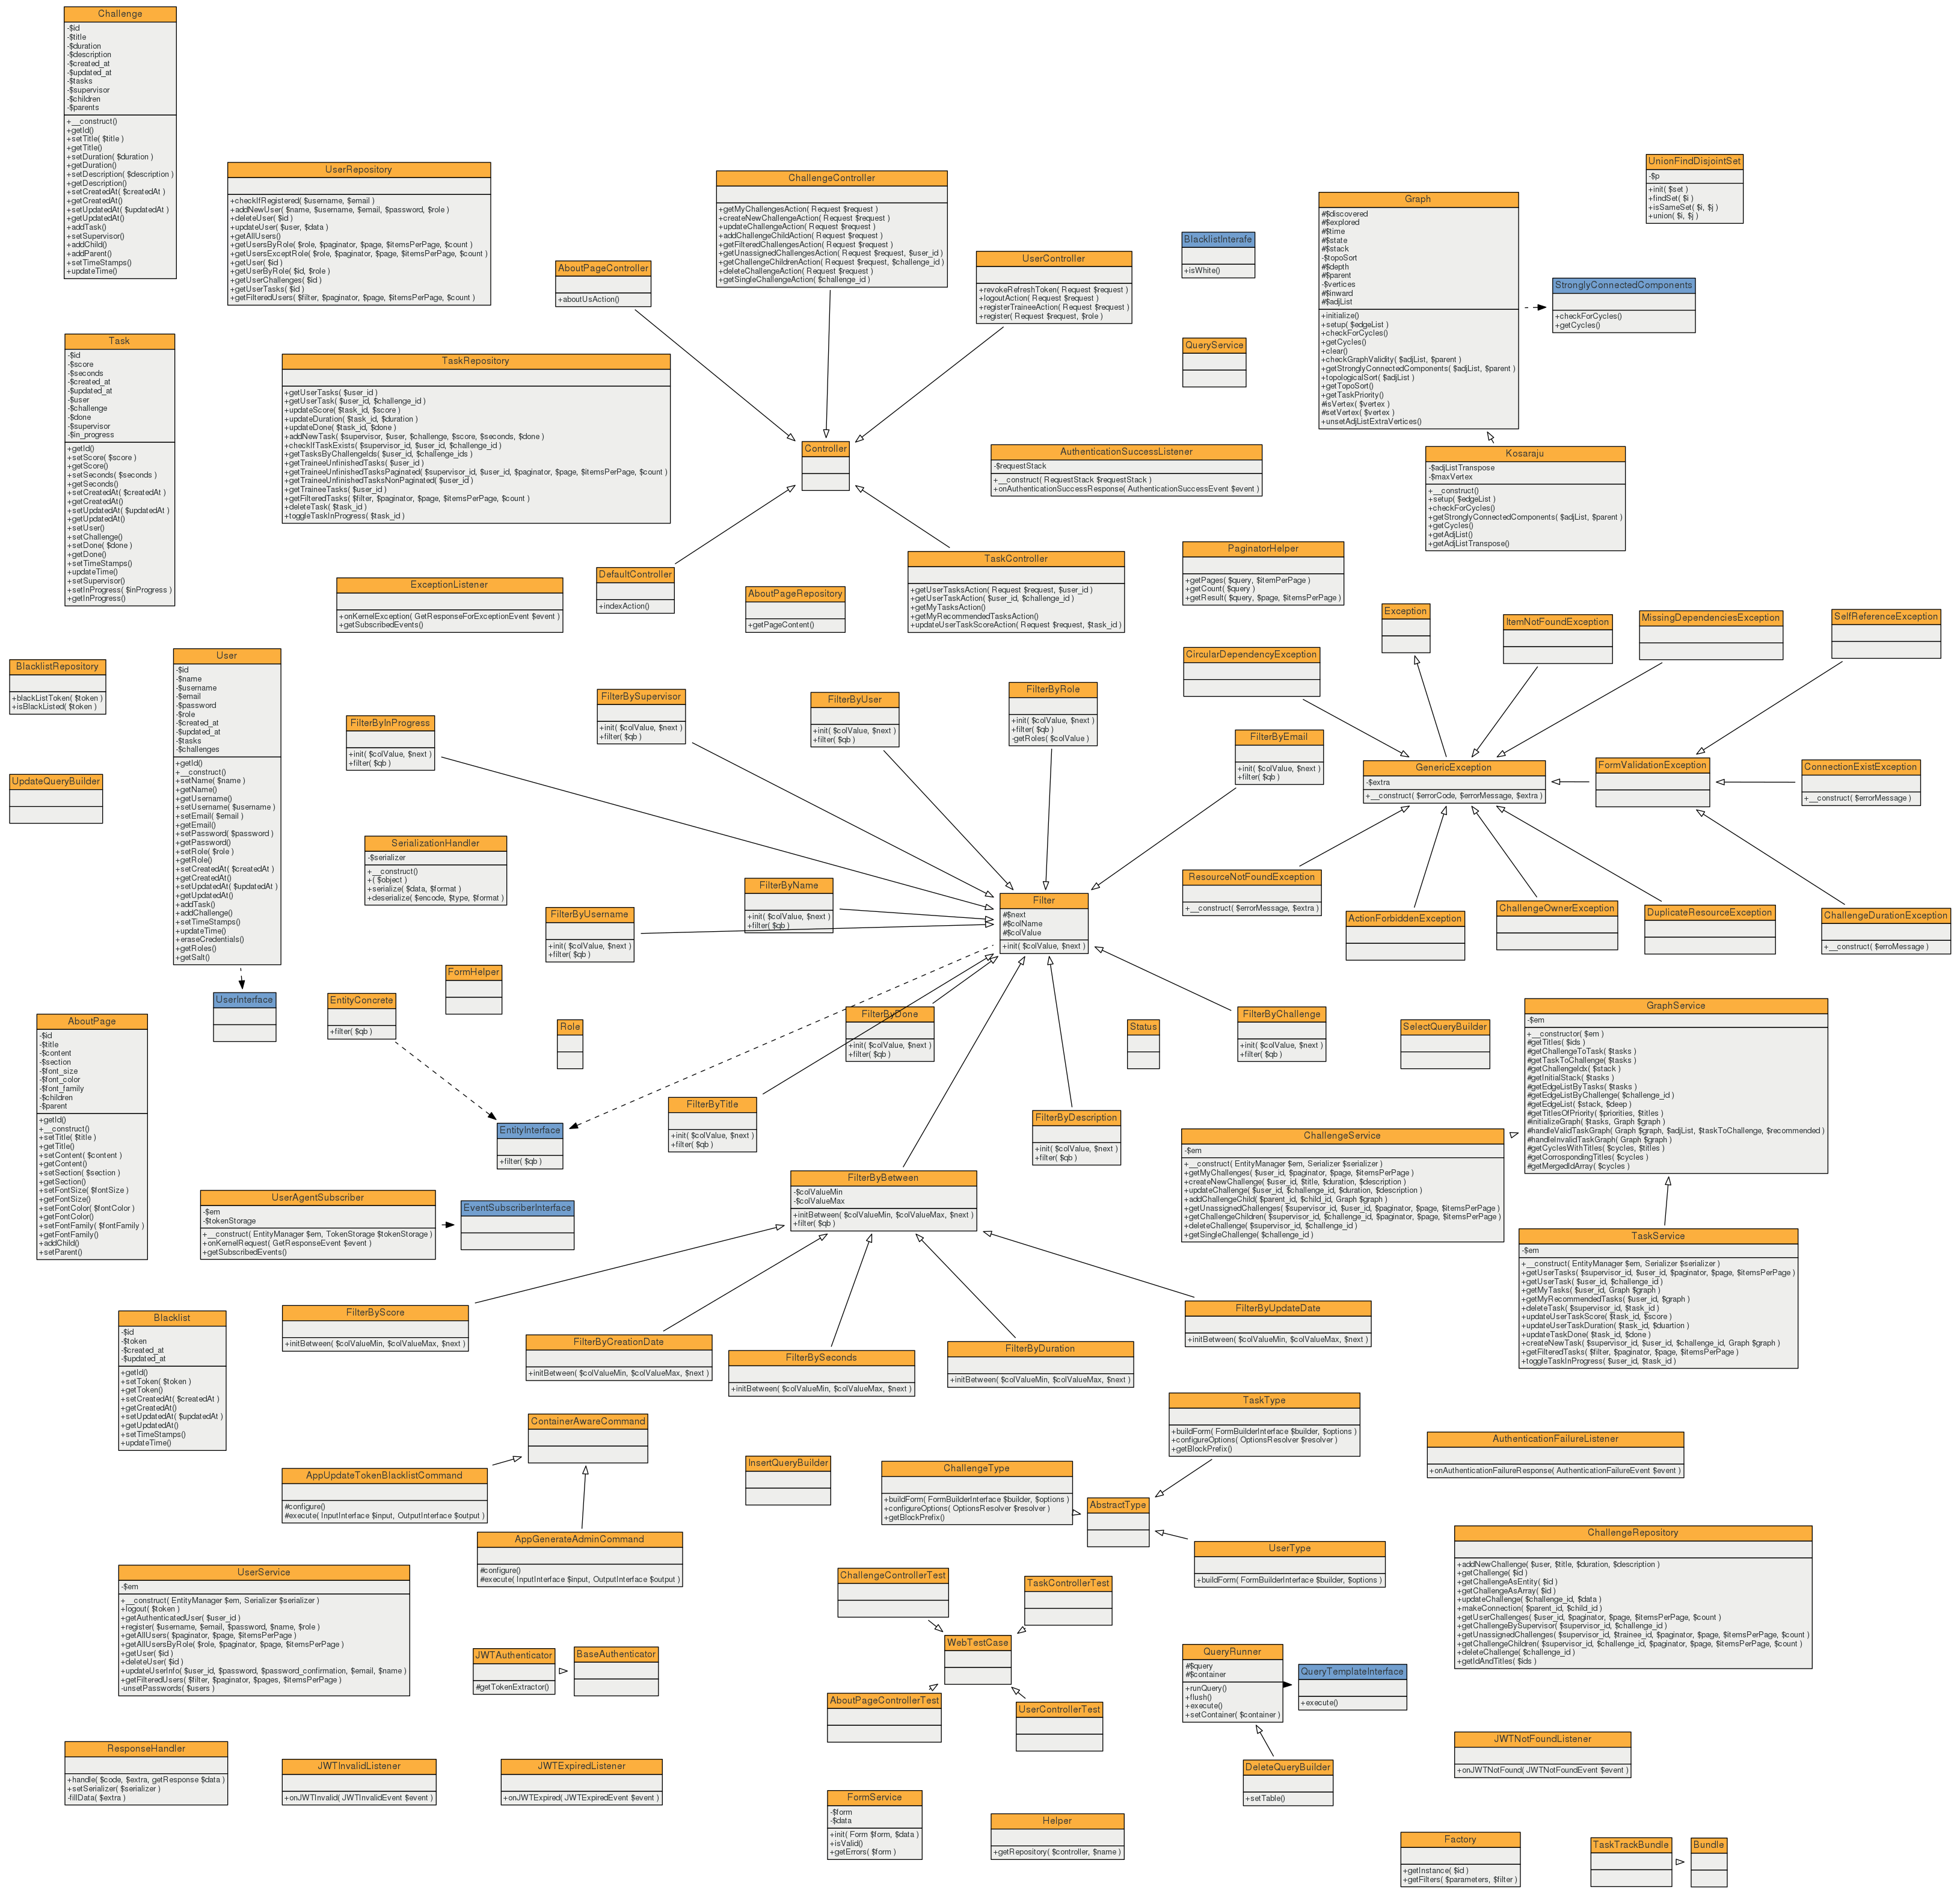 Challenge
-$id
-$title
-$duration
-$description
-$created_at
-$updated_at
-$tasks
-$supervisor
-$children
-$parents
+__construct()
+getId()
+setTitle( $title )
+getTitle()
+setDuration( $duration )
+getDuration()
+setDescription( $description )
+getDescription()
+setCreatedAt( $createdAt )
+getCreatedAt()
+setUpdatedAt( $updatedAt )
+getUpdatedAt()
+addTask()
+setSupervisor()
+addChild()
+addParent()
+setTimeStamps()
+updateTime()
UserRepository
+checkIfRegistered( $username, $email )
+addNewUser( $name, $username, $email, $password, $role )
+deleteUser( $id )
+updateUser( $user, $data )
+getAllUsers()
+getUsersByRole( $role, $paginator, $page, $itemsPerPage, $count )
+getUsersExceptRole( $role, $paginator, $page, $itemsPerPage, $count )
+getUser( $id )
+getUserByRole( $id, $role )
+getUserChallenges( $id )
+getUserTasks( $id )
+getFilteredUsers( $filter, $paginator, $page, $itemsPerPage, $count )
AboutPageController
+aboutUsAction()
ChallengeController
+getMyChallengesAction( Request $request )
+createNewChallengeAction( Request $request )
+updateChallengeAction( Request $request )
+addChallengeChildAction( Request $request )
+getFilteredChallengesAction( Request $request )
+getUnassignedChallengesAction( Request $request, $user_id )
+getChallengeChildrenAction( Request $request, $challenge_id )
+deleteChallengeAction( Request $request )
+getSingleChallengeAction( $challenge_id )
UserController
+revokeRefreshToken( Request $request )
+logoutAction( Request $request )
+registerTraineeAction( Request $request )
+register( Request $request, $role )
BlacklistInterafe
+isWhite()
QueryService
Graph
#$discovered
#$explored
#$time
#$state
#$stack
-$topoSort
#$depth
#$parent
-$vertices
#$inward
#$adjList
+initialize()
+setup( $edgeList )
+checkForCycles()
+getCycles()
+clear()
+checkGraphValidity( $adjList, $parent )
+getStronglyConnectedComponents( $adjList, $parent )
+topologicalSort( $adjList )
+getTopoSort()
+getTaskPriority()
#isVertex( $vertex )
#setVertex( $vertex )
+unsetAdjListExtraVertices()
UnionFindDisjointSet
-$p
+init( $set )
+findSet( $i )
+isSameSet( $i, $j )
+union( $i, $j )
StronglyConnectedComponents
+checkForCycles()
+getCycles()
Task
-$id
-$score
-$seconds
-$created_at
-$updated_at
-$user
-$challenge
-$done
-$supervisor
-$in_progress
+getId()
+setScore( $score )
+getScore()
+setSeconds( $seconds )
+getSeconds()
+setCreatedAt( $createdAt )
+getCreatedAt()
+setUpdatedAt( $updatedAt )
+getUpdatedAt()
+setUser()
+setChallenge()
+setDone( $done )
+getDone()
+setTimeStamps()
+updateTime()
+setSupervisor()
+setInProgress( $inProgress )
+getInProgress()
TaskRepository
+getUserTasks( $user_id )
+getUserTask( $user_id, $challenge_id )
+updateScore( $task_id, $score )
+updateDuration( $task_id, $duration )
+updateDone( $task_id, $done )
+addNewTask( $supervisor, $user, $challenge, $score, $seconds, $done )
+checkIfTaskExists( $supervisor_id, $user_id, $challenge_id )
+getTasksByChallengeIds( $user_id, $challenge_ids )
+getTraineeUnfinishedTasks( $user_id )
+getTraineeUnfinishedTasksPaginated( $supervisor_id, $user_id, $paginator, $page, $itemsPerPage, $count )
+getTraineeUnfinishedTasksNonPaginated( $user_id )
+getTraineeTasks( $user_id )
+getFilteredTasks( $filter, $paginator, $page, $itemsPerPage, $count )
+deleteTask( $task_id )
+toggleTaskInProgress( $task_id )
Controller
AuthenticationSuccessListener
-$requestStack
+__construct( RequestStack $requestStack )
+onAuthenticationSuccessResponse( AuthenticationSuccessEvent $event )
Kosaraju
-$adjListTranspose
-$maxVertex
+__construct()
+setup( $edgeList )
+checkForCycles()
+getStronglyConnectedComponents( $adjList, $parent )
+getCycles()
+getAdjList()
+getAdjListTranspose()
ExceptionListener
+onKernelException( GetResponseForExceptionEvent $event )
+getSubscribedEvents()
DefaultController
+indexAction()
AboutPageRepository
+getPageContent()
TaskController
+getUserTasksAction( Request $request, $user_id )
+getUserTaskAction( $user_id, $challenge_id )
+getMyTasksAction()
+getMyRecommendedTasksAction()
+updateUserTaskScoreAction( Request $request, $task_id )
PaginatorHelper
+getPages( $query, $itemPerPage )
+getCount( $query )
+getResult( $query, $page, $itemsPerPage )
Exception
ItemNotFoundException
MissingDependenciesException
SelfReferenceException
CircularDependencyException
BlacklistRepository
+blackListToken( $token )
+isBlackListed( $token )
UpdateQueryBuilder
User
-$id
-$name
-$username
-$email
-$password
-$role
-$created_at
-$updated_at
-$tasks
-$challenges
+getId()
+__construct()
+setName( $name )
+getName()
+getUsername()
+setUsername( $username )
+setEmail( $email )
+getEmail()
+setPassword( $password )
+getPassword()
+setRole( $role )
+getRole()
+setCreatedAt( $createdAt )
+getCreatedAt()
+setUpdatedAt( $updatedAt )
+getUpdatedAt()
+addTask()
+addChallenge()
+setTimeStamps()
+updateTime()
+eraseCredentials()
+getRoles()
+getSalt()
FilterByInProgress
+init( $colValue, $next )
+filter( $qb )
FilterBySupervisor
+init( $colValue, $next )
+filter( $qb )
FilterByUser
+init( $colValue, $next )
+filter( $qb )
FilterByRole
+init( $colValue, $next )
+filter( $qb )
-getRoles( $colValue )
FilterByEmail
+init( $colValue, $next )
+filter( $qb )
GenericException
-$extra
+__construct( $errorCode, $errorMessage, $extra )
FormValidationException
ConnectionExistException
+__construct( $errorMessage )
SerializationHandler
-$serializer
+__construct()
+{ $object )
+serialize( $data, $format )
+deserialize( $encode, $type, $format )
FilterByName
+init( $colValue, $next )
+filter( $qb )
FilterByUsername
+init( $colValue, $next )
+filter( $qb )
Filter
#$next
#$colName
#$colValue
+init( $colValue, $next )
ResourceNotFoundException
+__construct( $errorMessage, $extra )
ActionForbiddenException
ChallengeOwnerException
DuplicateResourceException
ChallengeDurationException
+__construct( $erroMessage )
UserInterface
EntityConcrete
+filter( $qb )
FormHelper
Role
FilterByDone
+init( $colValue, $next )
+filter( $qb )
Status
FilterByChallenge
+init( $colValue, $next )
+filter( $qb )
SelectQueryBuilder
GraphService
-$em
+__constructor( $em )
#getTitles( $ids )
#getChallengeToTask( $tasks )
#getTaskToChallenge( $tasks )
#getChallengeIdx( $stack )
#getInitialStack( $tasks )
#getEdgeListByTasks( $tasks )
#getEdgeListByChallenge( $challenge_id )
#getEdgeList( $stack, $deep )
#getTitlesOfPriority( $priorities, $titles )
#initializeGraph( $tasks, Graph $graph )
#handleValidTaskGraph( Graph $graph, $adjList, $taskToChallenge, $recommended )
#handleInvalidTaskGraph( Graph $graph )
#getCyclesWithTitles( $cycles, $titles )
#getCorrospondingTitles( $cycles )
#getMergedIdArray( $cycles )
AboutPage
-$id
-$title
-$content
-$section
-$font_size
-$font_color
-$font_family
-$children
-$parent
+getId()
+__construct()
+setTitle( $title )
+getTitle()
+setContent( $content )
+getContent()
+setSection( $section )
+getSection()
+setFontSize( $fontSize )
+getFontSize()
+setFontColor( $fontColor )
+getFontColor()
+setFontFamily( $fontFamily )
+getFontFamily()
+addChild()
+setParent()
EntityInterface
+filter( $qb )
FilterByTitle
+init( $colValue, $next )
+filter( $qb )
FilterByDescription
+init( $colValue, $next )
+filter( $qb )
ChallengeService
-$em
+__construct( EntityManager $em, Serializer $serializer )
+getMyChallenges( $user_id, $paginator, $page, $itemsPerPage )
+createNewChallenge( $user_id, $title, $duration, $description )
+updateChallenge( $user_id, $challenge_id, $duration, $description )
+addChallengeChild( $parent_id, $child_id, Graph $graph )
+getUnassignedChallenges( $supervisor_id, $user_id, $paginator, $page, $itemsPerPage )
+getChallengeChildren( $supervisor_id, $challenge_id, $paginator, $page, $itemsPerPage )
+deleteChallenge( $supervisor_id, $challenge_id )
+getSingleChallenge( $challenge_id )
UserAgentSubscriber
-$em
-$tokenStorage
+__construct( EntityManager $em, TokenStorage $tokenStorage )
+onKernelRequest( GetResponseEvent $event )
+getSubscribedEvents()
EventSubscriberInterface
FilterByBetween
-$colValueMin
-$colValueMax
+initBetween( $colValueMin, $colValueMax, $next )
+filter( $qb )
TaskService
-$em
+__construct( EntityManager $em, Serializer $serializer )
+getUserTasks( $supervisor_id, $user_id, $paginator, $page, $itemsPerPage )
+getUserTask( $user_id, $challenge_id )
+getMyTasks( $user_id, Graph $graph )
+getMyRecommendedTasks( $user_id, $graph )
+deleteTask( $supervisor_id, $task_id )
+updateUserTaskScore( $task_id, $score )
+updateUserTaskDuration( $task_id, $duartion )
+updateTaskDone( $task_id, $done )
+createNewTask( $supervisor_id, $user_id, $challenge_id, Graph $graph )
+getFilteredTasks( $filter, $paginator, $page, $itemsPerPage )
+toggleTaskInProgress( $user_id, $task_id )
Blacklist
-$id
-$token
-$created_at
-$updated_at
+getId()
+setToken( $token )
+getToken()
+setCreatedAt( $createdAt )
+getCreatedAt()
+setUpdatedAt( $updatedAt )
+getUpdatedAt()
+setTimeStamps()
+updateTime()
FilterByScore
+initBetween( $colValueMin, $colValueMax, $next )
FilterByCreationDate
+initBetween( $colValueMin, $colValueMax, $next )
FilterBySeconds
+initBetween( $colValueMin, $colValueMax, $next )
FilterByDuration
+initBetween( $colValueMin, $colValueMax, $next )
FilterByUpdateDate
+initBetween( $colValueMin, $colValueMax, $next )
ContainerAwareCommand
AppUpdateTokenBlacklistCommand
#configure()
#execute( InputInterface $input, OutputInterface $output )
AppGenerateAdminCommand
#configure()
#execute( InputInterface $input, OutputInterface $output )
InsertQueryBuilder
ChallengeType
+buildForm( FormBuilderInterface $builder, $options )
+configureOptions( OptionsResolver $resolver )
+getBlockPrefix()
TaskType
+buildForm( FormBuilderInterface $builder, $options )
+configureOptions( OptionsResolver $resolver )
+getBlockPrefix()
AbstractType
UserType
+buildForm( FormBuilderInterface $builder, $options )
AuthenticationFailureListener
+onAuthenticationFailureResponse( AuthenticationFailureEvent $event )
ChallengeRepository
+addNewChallenge( $user, $title, $duration, $description )
+getChallenge( $id )
+getChallengeAsEntity( $id )
+getChallengeAsArray( $id )
+updateChallenge( $challenge_id, $data )
+makeConnection( $parent_id, $child_id )
+getUserChallenges( $user_id, $paginator, $page, $itemsPerPage, $count )
+getChallengeBySupervisor( $supervisor_id, $challenge_id )
+getUnassignedChallenges( $supervisor_id, $trainee_id, $paginator, $page, $itemsPerPage, $count )
+getChallengeChildren( $supervisor_id, $challenge_id, $paginator, $page, $itemsPerPage, $count )
+deleteChallenge( $challenge_id )
+getIdAndTitles( $ids )
UserService
-$em
+__construct( EntityManager $em, Serializer $serializer )
+logout( $token )
+getAuthenticatedUser( $user_id )
+register( $username, $email, $password, $name, $role )
+getAllUsers( $paginator, $page, $itemsPerPage )
+getAllUsersByRole( $role, $paginator, $page, $itemsPerPage )
+getUser( $id )
+deleteUser( $id )
+updateUserInfo( $user_id, $password, $password_confirmation, $email, $name )
+getFilteredUsers( $filter, $paginator, $pages, $itemsPerPage )
-unsetPasswords( $users )
JWTAuthenticator
#getTokenExtractor()
BaseAuthenticator
ChallengeControllerTest
TaskControllerTest
WebTestCase
AboutPageControllerTest
UserControllerTest
QueryRunner
#$query
#$container
+runQuery()
+flush()
+execute()
+setContainer( $container )
QueryTemplateInterface
+execute()
DeleteQueryBuilder
+setTable()
JWTNotFoundListener
+onJWTNotFound( JWTNotFoundEvent $event )
ResponseHandler
+handle( $code, $extra, getResponse $data )
+setSerializer( $serializer )
-fillData( $extra )
JWTInvalidListener
+onJWTInvalid( JWTInvalidEvent $event )
JWTExpiredListener
+onJWTExpired( JWTExpiredEvent $event )
FormService
-$form
-$data
+init( Form $form, $data )
+isValid()
+getErrors( $form )
Helper
+getRepository( $controller, $name )
Factory
+getInstance( $id )
+getFilters( $parameters, $filter )
TaskTrackBundle
Bundle